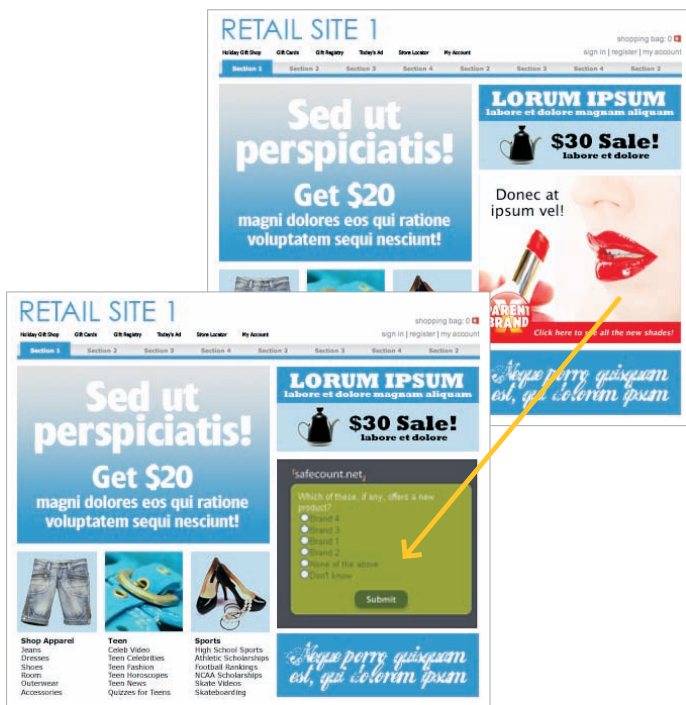 RETAIL SITE 1
shopping bag: 0
Holiday Gift Shop Gift Cards Gift Registry Today's Ad Store Locator My Account
sign in | register | my account
Section 1 Section 2 Section 3 Section 4 Section 2 Section 3 Section 4 Section 2
Sed ut
perspiciatis!
Get $20
magni dolores eos qui ratione
voluptatem sequi nesciunt!
LORUM IPSUM
labore et dolore magnam aliquam
$30 Sale!
labore et dolore
Donec at
ipsum vel!
PARENT
BRAND
Click here to see all the new shades!
Neque porro quisquam
est, qui dolorem ipsum
RETAIL SITE 1
shopping bag: 0
Holiday Gift Shop Gift Cards Gift Registry Today's Ad Store Locator My Account
sign in | register | my account
Section 1 Section 2 Section 3 Section 4 Section 2 Section 3 Section 4 Section 2
Sed ut
perspiciatis!
Get $20
magni dolores eos qui ratione
voluptatem sequi nesciunt!
LORUM IPSUM
labore et dolore magnam aliquam
$30 Sale!
labore et dolore
「safecount.net」
Which of these, if any, offers a new
product?
Brand 4
Brand 3
Brand 1
Brand 2
None of the above
Don't know
Submit
Shop Apparel
Jeans
Dresses
Shoes
Room
Outerwear
Accessories
Teen
Celeb Video
Teen Celebrities
Teen Fashion
Teen Horoscopes
Teen News
Quizzes for Teens
Sports
High School Sports
Athletic Scholarships
Football Rankings
NCAA Scholarships
Skate Videos
Skateboarding
Neque porro quisquam
est, qui dolorem ipsum